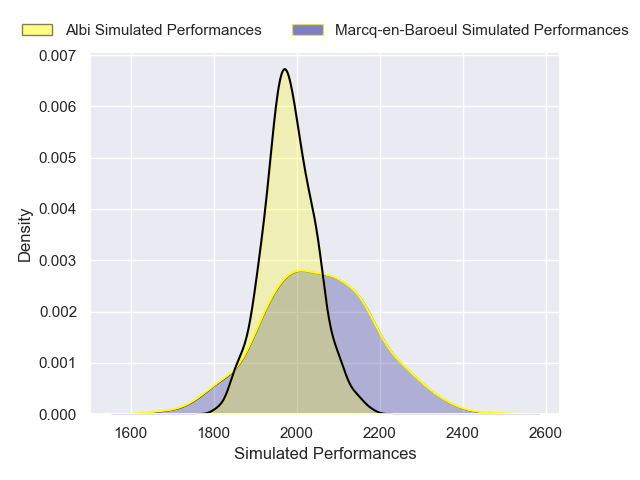 Albi Simulated Performances
Marcq-en-Baroeul Simulated Performances
0.007
0.006
0.005
0.004
0.003
0.002
0.001
0.000
Density
1600 1800 2000 2200 2400 2600
Simulated Performances